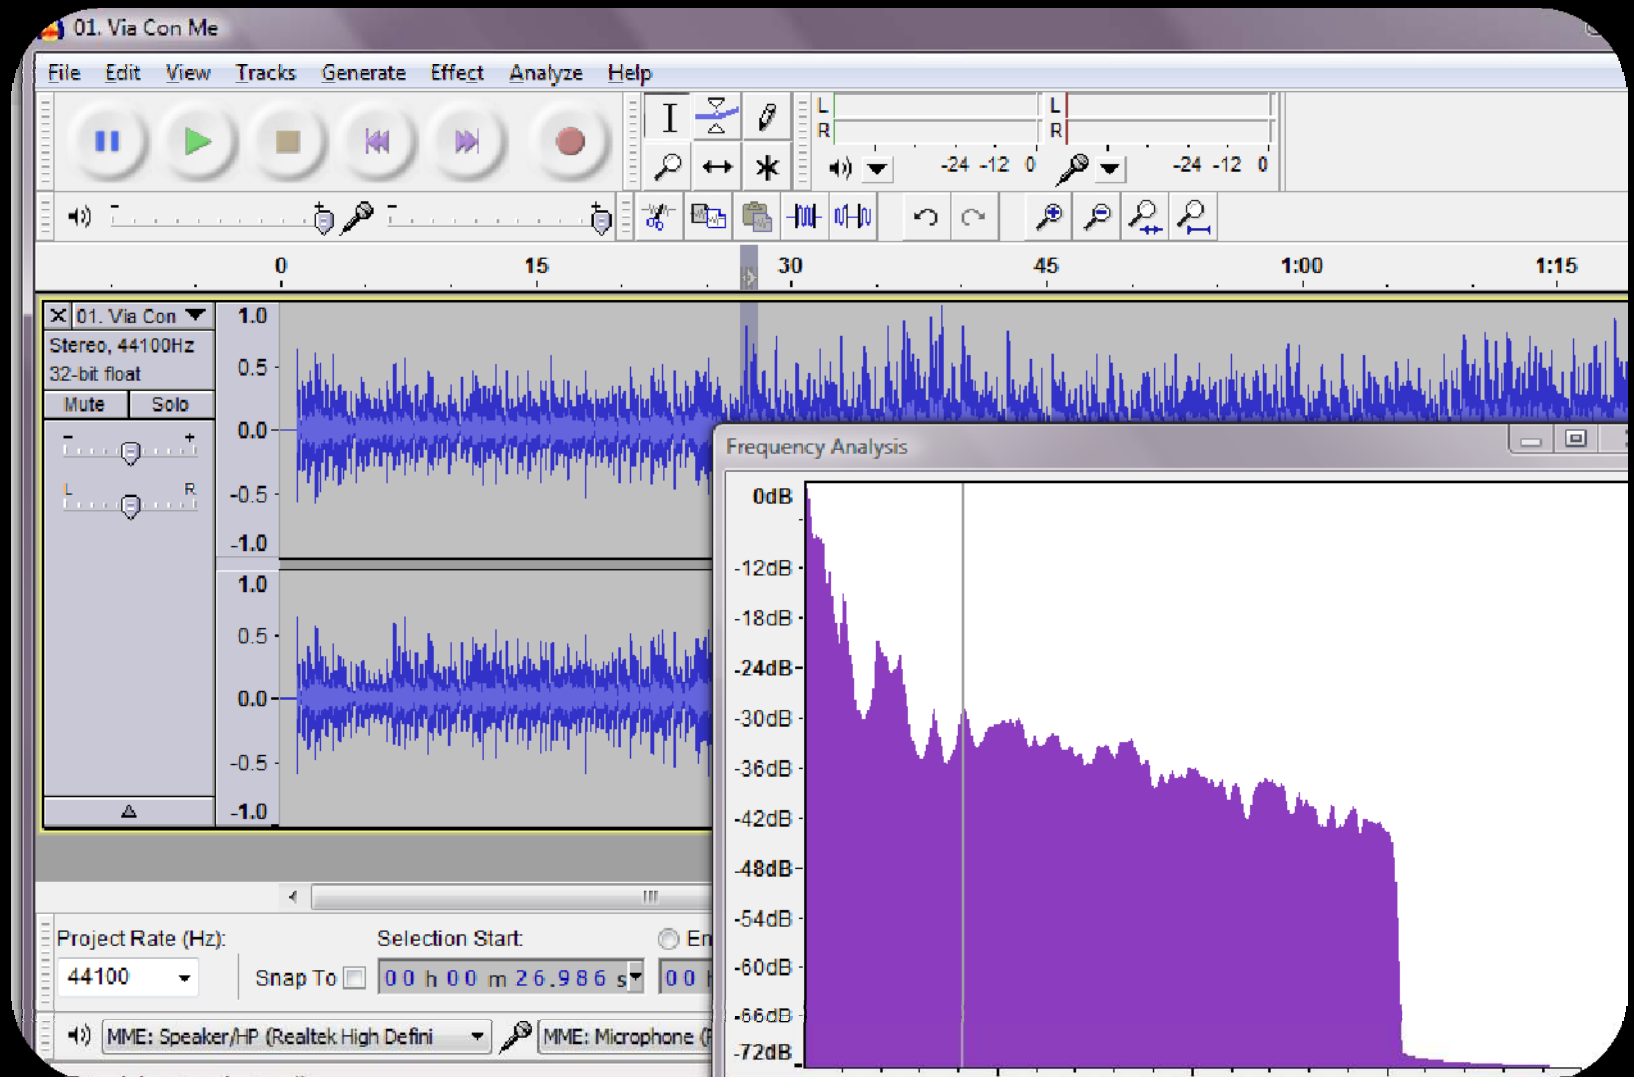 01. Via Con Me
File Edit View Tracks Generate Effect Analyze Help
L L
R R
-24 -12 0 -24 -12 0
- + - +
0 15 30 45 1:00 1:15
01. Via Con
Stereo, 44100Hz
32-bit float
Mute Solo
- +
L R
1.0
0.5
0.0
-0.5
-1.0
1.0
0.5
0.0
-0.5
-1.0
Frequency Analysis
0dB
-12dB
-18dB
-24dB
-30dB
-36dB
-42dB
-48dB
-54dB
-60dB
-66dB
-72dB
Project Rate (Hz): Selection Start: En
44100 Snap To 00 h 00 m 26.986 s 00 h
MME: Speaker/HP (Realtek High Defini MME: Microphone (